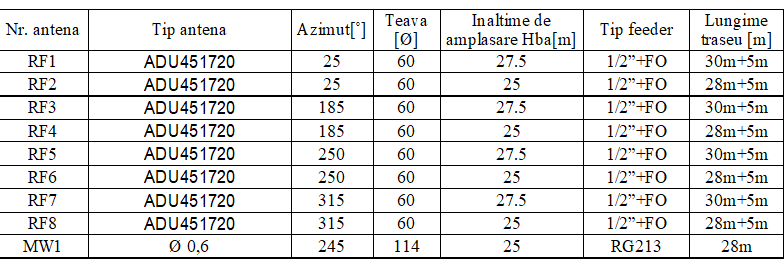 Nr. antena Tip antena Azimut[°] Teava [Ø] Inaltime de amplasare Hba[m] Tip feeder Lungime traseu [m]
RF1 ADU451720 25 60 27.5 1/2”+FO 30m+5m
RF2 ADU451720 25 60 25 1/2”+FO 28m+5m
RF3 ADU451720 185 60 27.5 1/2”+FO 30m+5m
RF4 ADU451720 185 60 25 1/2”+FO 28m+5m
RF5 ADU451720 250 60 27.5 1/2”+FO 30m+5m
RF6 ADU451720 250 60 25 1/2”+FO 28m+5m
RF7 ADU451720 315 60 27.5 1/2”+FO 30m+5m
RF8 ADU451720 315 60 25 1/2”+FO 28m+5m
MW1 Ø 0,6 245 114 25 RG213 28m